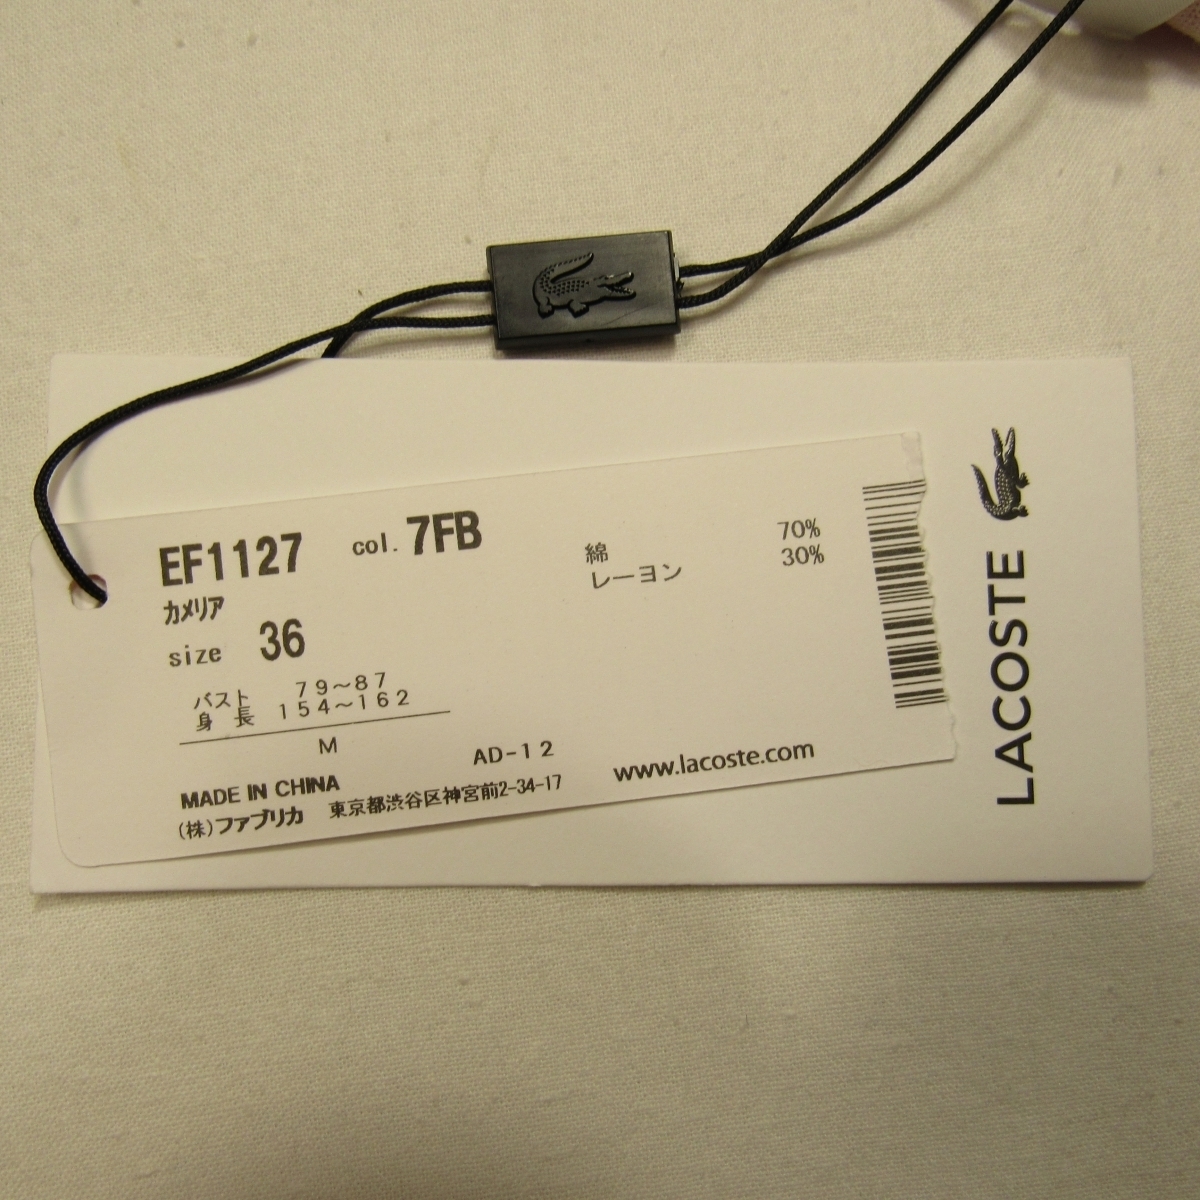 EF1127 col. 7FB
カメリア
size 36
バスト 79～87
身長 154～162
M AD-12
MADE IN CHINA
(株)ファブリカ 東京都渋谷区神宮前2-34-17
綿 70%
レーヨン 30%
www.lacoste.com
LACOSTE